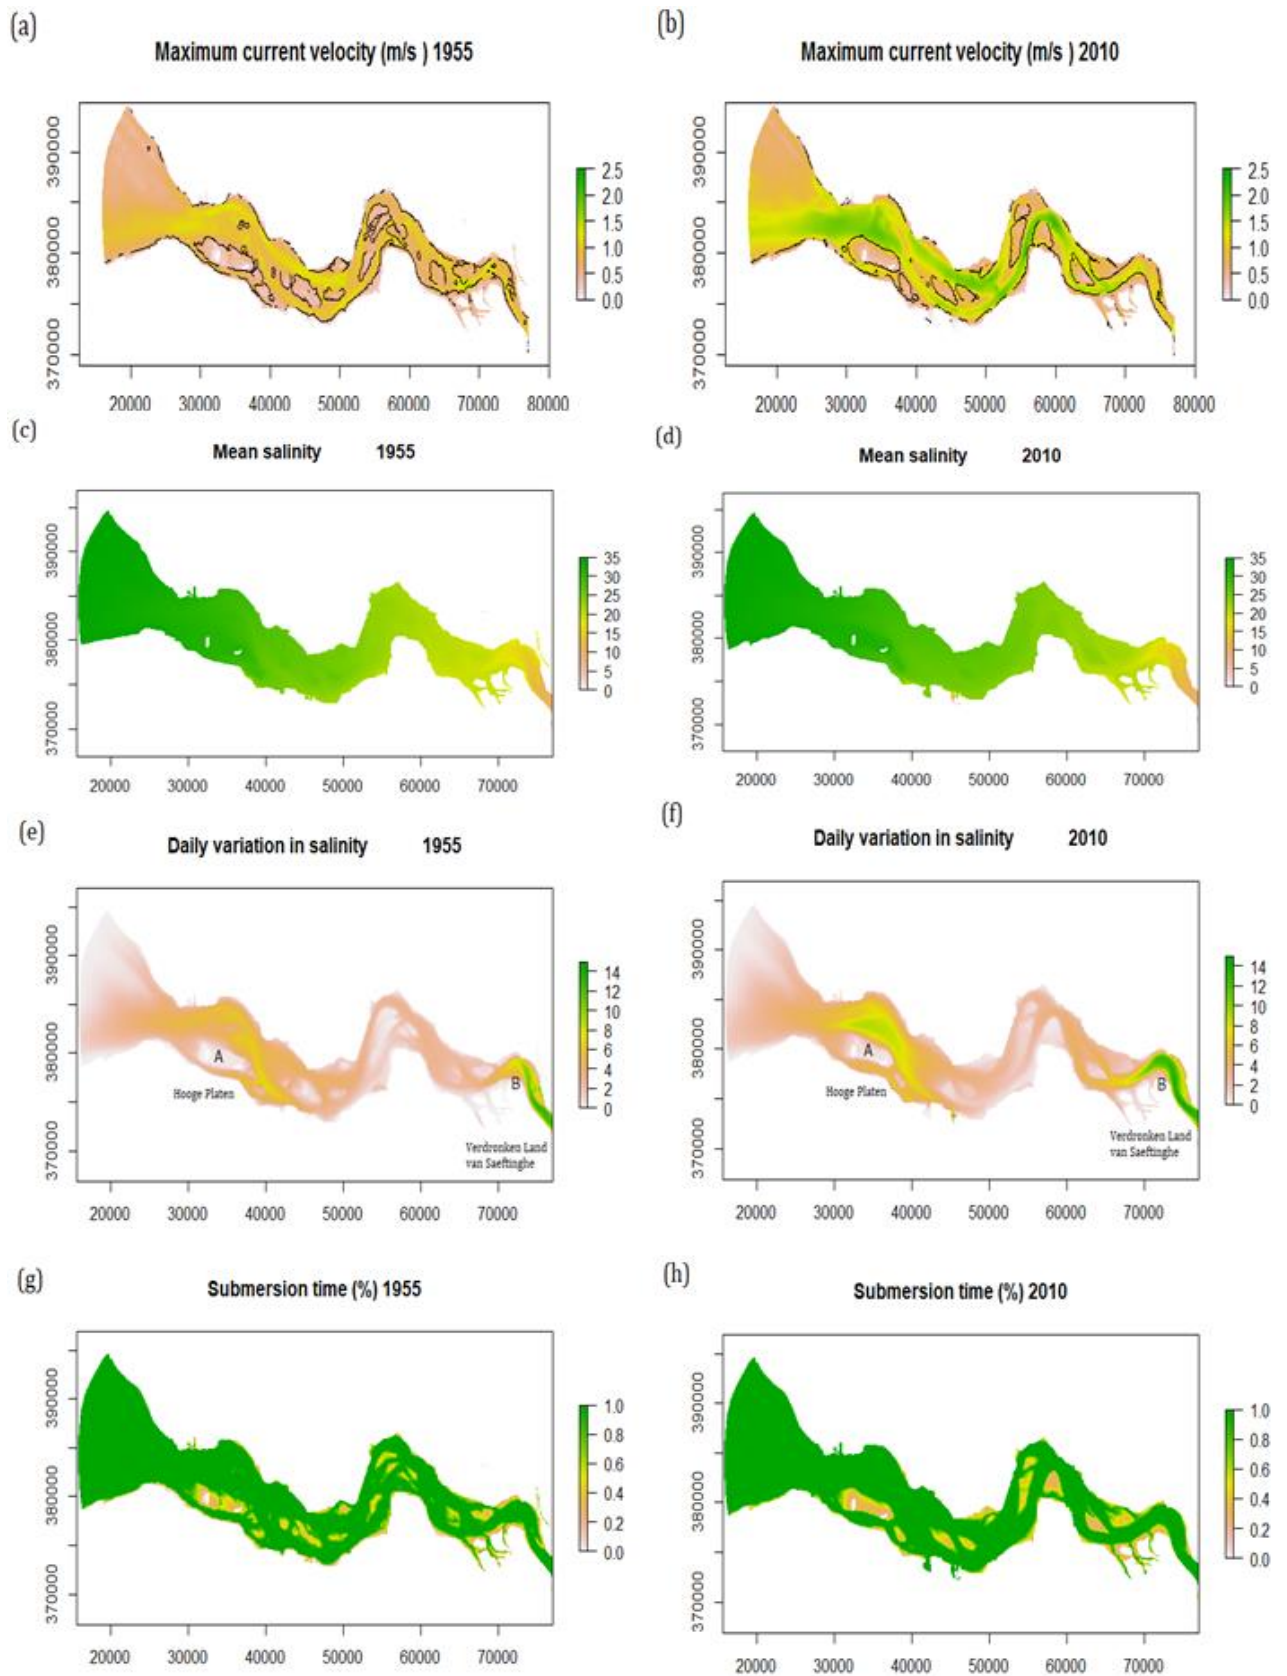 (a)
Maximum current velocity (m/s ) 1955
390000
380000
370000
2.5
2.0
1.5
1.0
0.5
0.0
20000 30000 40000 50000 60000 70000 80000
(b)
Maximum current velocity (m/s ) 2010
390000
380000
370000
2.5
2.0
1.5
1.0
0.5
0.0
20000 30000 40000 50000 60000 70000 80000
(c)
Mean salinity 1955
390000
380000
370000
35
30
25
20
15
10
5
0
20000 30000 40000 50000 60000 70000
(d)
Mean salinity 2010
390000
380000
370000
35
30
25
20
15
10
5
0
20000 30000 40000 50000 60000 70000
(e)
Daily variation in salinity 1955
390000
380000
370000
A
Hooge Platen
B
Verdronken Land
van Saeftinghe
14
12
10
8
6
4
2
0
20000 30000 40000 50000 60000 70000
(f)
Daily variation in salinity 2010
390000
380000
370000
A
Hooge Platen
B
Verdronken Land
van Saeftinghe
14
12
10
8
6
4
2
0
20000 30000 40000 50000 60000 70000
(g)
Submersion time (%) 1955
390000
380000
370000
1.0
0.8
0.6
0.4
0.2
0.0
20000 30000 40000 50000 60000 70000
(h)
Submersion time (%) 2010
390000
380000
370000
1.0
0.8
0.6
0.4
0.2
0.0
20000 30000 40000 50000 60000 70000